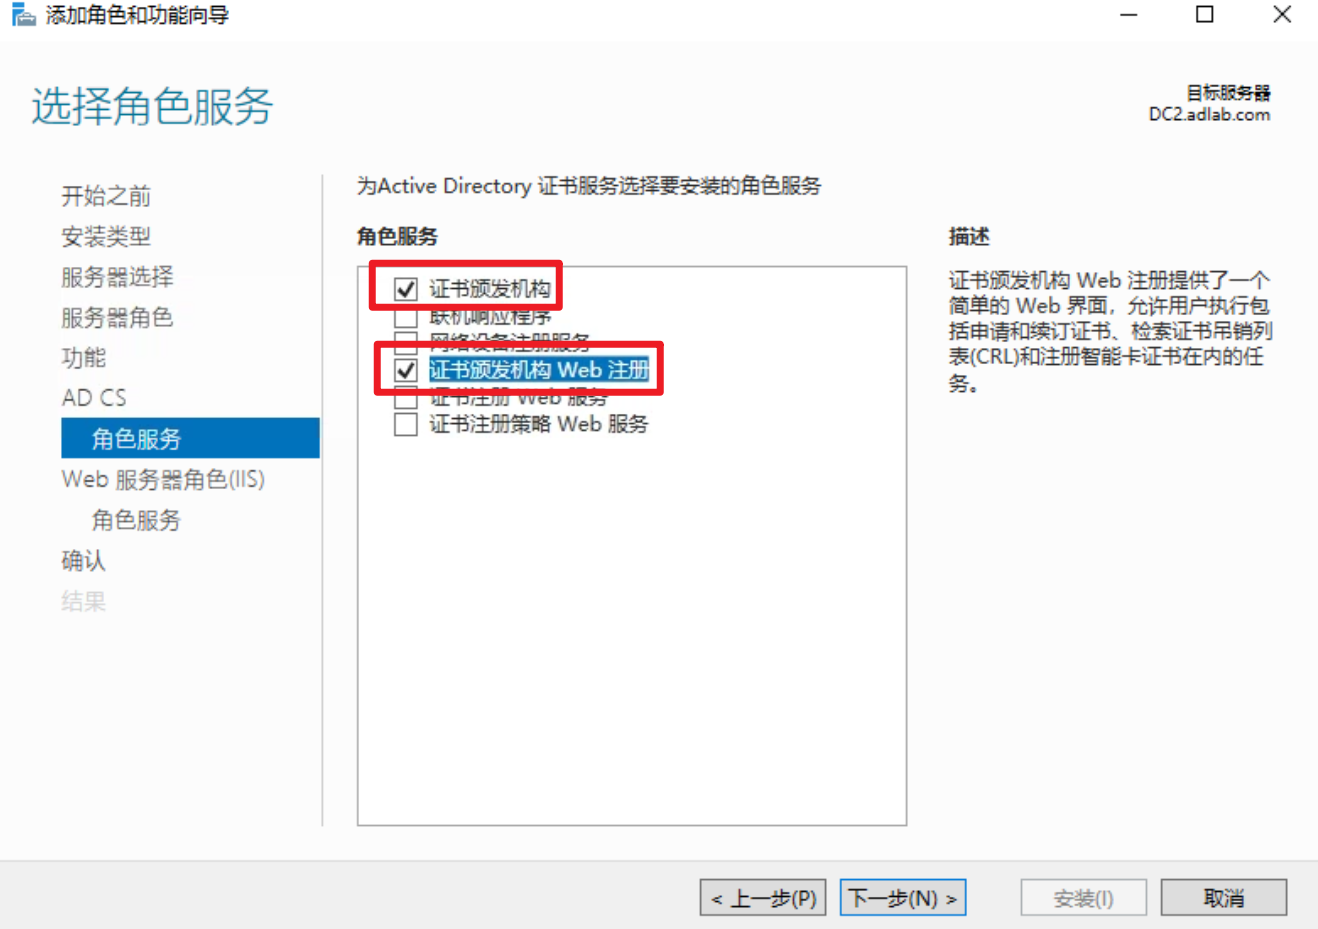 添加角色和功能向导
选择角色服务
目标服务器
DC2.adlab.com
开始之前
安装类型
服务器选择
服务器角色
功能
AD CS
角色服务
Web 服务器角色(IIS)
角色服务
确认
结果
为Active Directory 证书服务选择要安装的角色服务
角色服务
证书颁发机构
联机响应程序
网络设备注册服务
证书颁发机构 Web 注册
证书注册 Web 服务
证书注册策略 Web 服务
描述
证书颁发机构 Web 注册提供了一个
简单的 Web 界面，允许用户执行包
括申请和续订证书、检索证书吊销列
表(CRL)和注册智能卡证书在内的任
务。
< 上一步(P)
下一步(N) >
安装(I)
取消